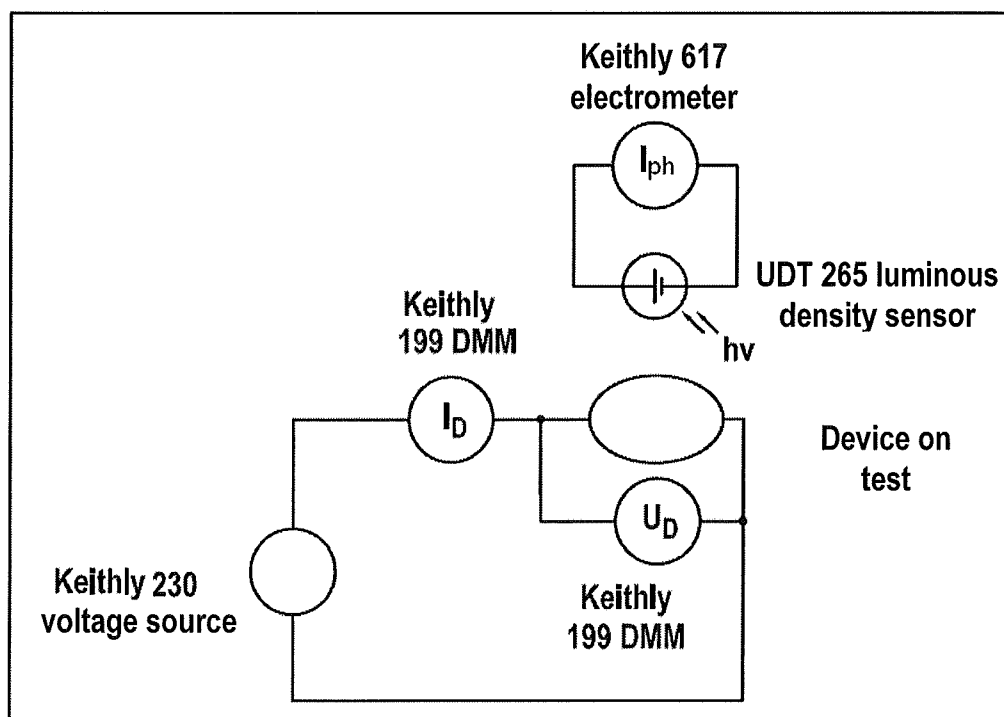 Keithly 617
electrometer
Iph
UDT 265 luminous
density sensor
hv
Keithly
199 DMM
ID
Device on
test
UD
Keithly 230
voltage source
Keithly
199 DMM